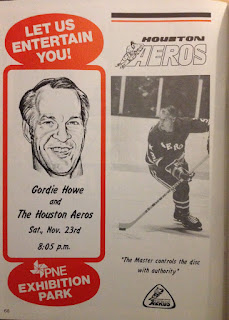 LET US
ENTERTAIN
YOU!
Gordie Howe
and
The Houston Aeros
Sat., Nov. 23rd
8:05 p.m.
PNE
EXHIBITION
PARK
HOUSTON
AEROS
"The Master controls the disc
with authority"
AEROS